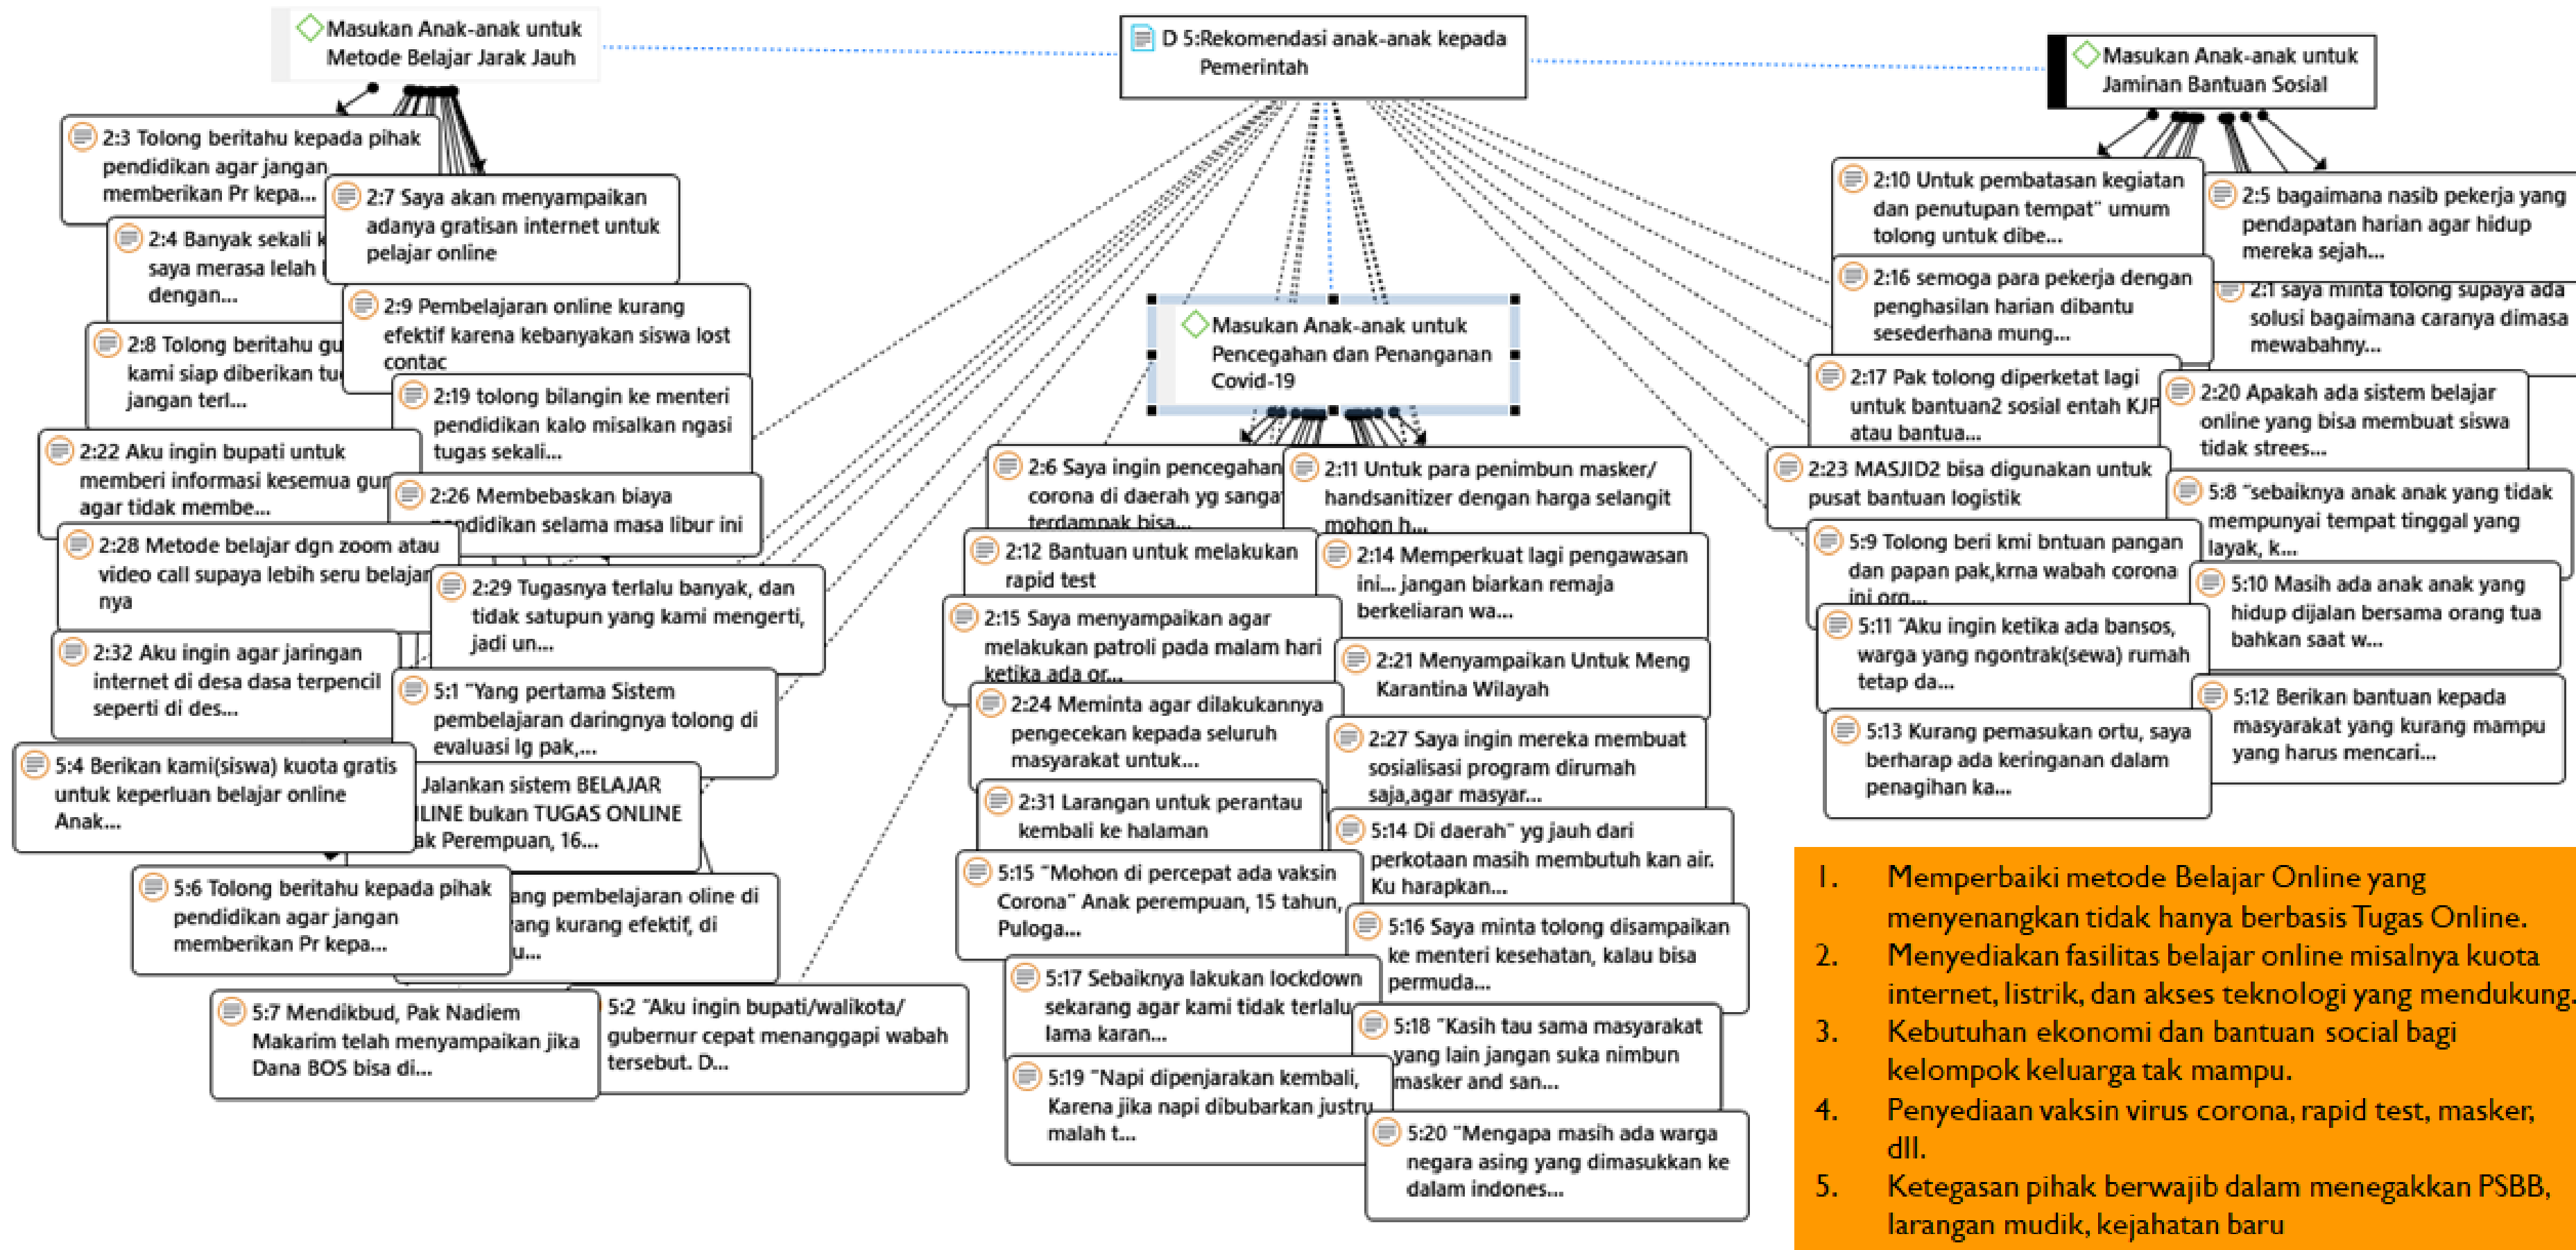 Masukan Anak-anak untuk
Metode Belajar Jarak Jauh
D 5:Rekomendasi anak-anak kepada
Pemerintah
Masukan Anak-anak untuk
Jaminan Bantuan Sosial
2:3 Tolong beritahu kepada pihak
pendidikan agar jangan
memberikan Pr kepa...
2:7 Saya akan menyampaikan
adanya gratisan internet untuk
pelajar online
2:4 Banyak sekali
saya merasa lelah
dengan...
2:9 Pembelajaran online kurang
efektif karena kebanyakan siswa lost
contac
2:8 Tolong beritahu
kami siap diberikan
jangan terl...
2:19 tolong bilangin ke menteri
pendidikan kalo misalkan ngasi
tugas sekali...
2:22 Aku ingin bupati untuk
memberi informasi kesemua
agar tidak membe...
2:26 Membebaskan biaya
pendidikan selama masa libur ini
2:28 Metode belajar dgn zoom atau
video call supaya lebih seru belajar
nya
2:29 Tugasnya terlalu banyak, dan
tidak satupun yang kami mengerti,
jadi un...
2:32 Aku ingin agar jaringan
internet di desa dasa terpencil
seperti di des...
5:1 "Yang pertama Sistem
pembelajaran daringnya tolong di
evaluasi lg pak,...
5:4 Berikan kami(siswa) kuota gratis
untuk keperluan belajar online
Anak...
Jalankan sistem BELAJAR
LINE bukan TUGAS ONLINE
ak Perempuan, 16...
5:6 Tolong beritahu kepada pihak
pendidikan agar jangan
memberikan Pr kepa...
ang pembelajaran oline di
yang kurang efektif, di
u...
5:7 Mendikbud, Pak Nadiem
Makarim telah menyampaikan jika
Dana BOS bisa di...
5:2 "Aku ingin bupati/walikota/
gubernur cepat menanggapi wabah
tersebut. D...
Masukan Anak-anak untuk
Pencegahan dan Penanganan
Covid-19
2:6 Saya ingin pencegahan
corona di daerah yg
terdampak bisa...
2:11 Untuk para penimbun masker/
handsanitizer dengan harga selangit
mohon h...
2:12 Bantuan untuk melakukan
rapid test
2:14 Memperkuat lagi pengawasan
ini... jangan biarkan remaja
berkeliaran wa...
2:15 Saya menyampaikan agar
melakukan patroli pada malam hari
ketika ada or...
2:21 Menyampaikan Untuk Meng
Karantina Wilayah
2:24 Meminta agar dilakukannya
pengecekan kepada seluruh
masyarakat untuk...
2:27 Saya ingin mereka membuat
sosialisasi program dirumah
saja,agar masyar...
2:31 Larangan untuk perantau
kembali ke halaman
5:14 Di daerah" yg jauh dari
perkotaan masih membutuh kan air.
Ku harapkan...
5:15 "Mohon di percepat ada vaksin
Corona" Anak perempuan, 15 tahun,
Puloga...
5:16 Saya minta tolong disampaikan
ke menteri kesehatan, kalau bisa
permuda...
5:17 Sebaiknya lakukan lockdown
sekarang agar kami tidak terlalu
lama karan...
5:18 "Kasih tau sama masyarakat
yang lain jangan suka nimbun
masker and san...
5:19 "Napi dipenjarakan kembali,
Karena jika napi dibubarkan justru
malah t...
5:20 "Mengapa masih ada warga
negara asing yang dimasukkan ke
dalam indones...
2:10 Untuk pembatasan kegiatan
dan penutupan tempat" umum
tolong untuk dibe...
2:5 bagaimana nasib pekerja yang
pendapatan harian agar hidup
mereka sejah...
2:16 semoga para pekerja dengan
penghasilan harian dibantu
sesederhana mung...
2:1 saya minta tolong supaya ada
solusi bagaimana caranya dimasa
mewabahny...
2:17 Pak tolong diperketat lagi
untuk bantuan2 sosial entah KJP
atau bantua...
2:20 Apakah ada sistem belajar
online yang bisa membuat siswa
tidak strees...
2:23 MASJID2 bisa digunakan untuk
pusat bantuan logistik
5:8 "sebaiknya anak anak yang tidak
mempunyai tempat tinggal yang
layak, k...
5:9 Tolong beri kmi bntuan pangan
dan papan pak,krna wabah corona
ini org...
5:10 Masih ada anak anak yang
hidup dijalan bersama orang tua
bahkan saat w...
5:11 "Aku ingin ketika ada bansos,
warga yang ngontrak(sewa) rumah
tetap da...
5:12 Berikan bantuan kepada
masyarakat yang kurang mampu
yang harus mencari...
5:13 Kurang pemasukan ortu, saya
berharap ada keringanan dalam
penagihan ka...
1. Memperbaiki metode Belajar Online yang
menyenangkan tidak hanya berbasis Tugas Online.
2. Menyediakan fasilitas belajar online misalnya kuota
internet, listrik, dan akses teknologi yang mendukung.
3. Kebutuhan ekonomi dan bantuan social bagi
kelompok keluarga tak mampu.
4. Penyediaan vaksin virus corona, rapid test, masker,
dll.
5. Ketegasan pihak berwajib dalam menegakkan PSBB,
larangan mudik, kejahatan baru